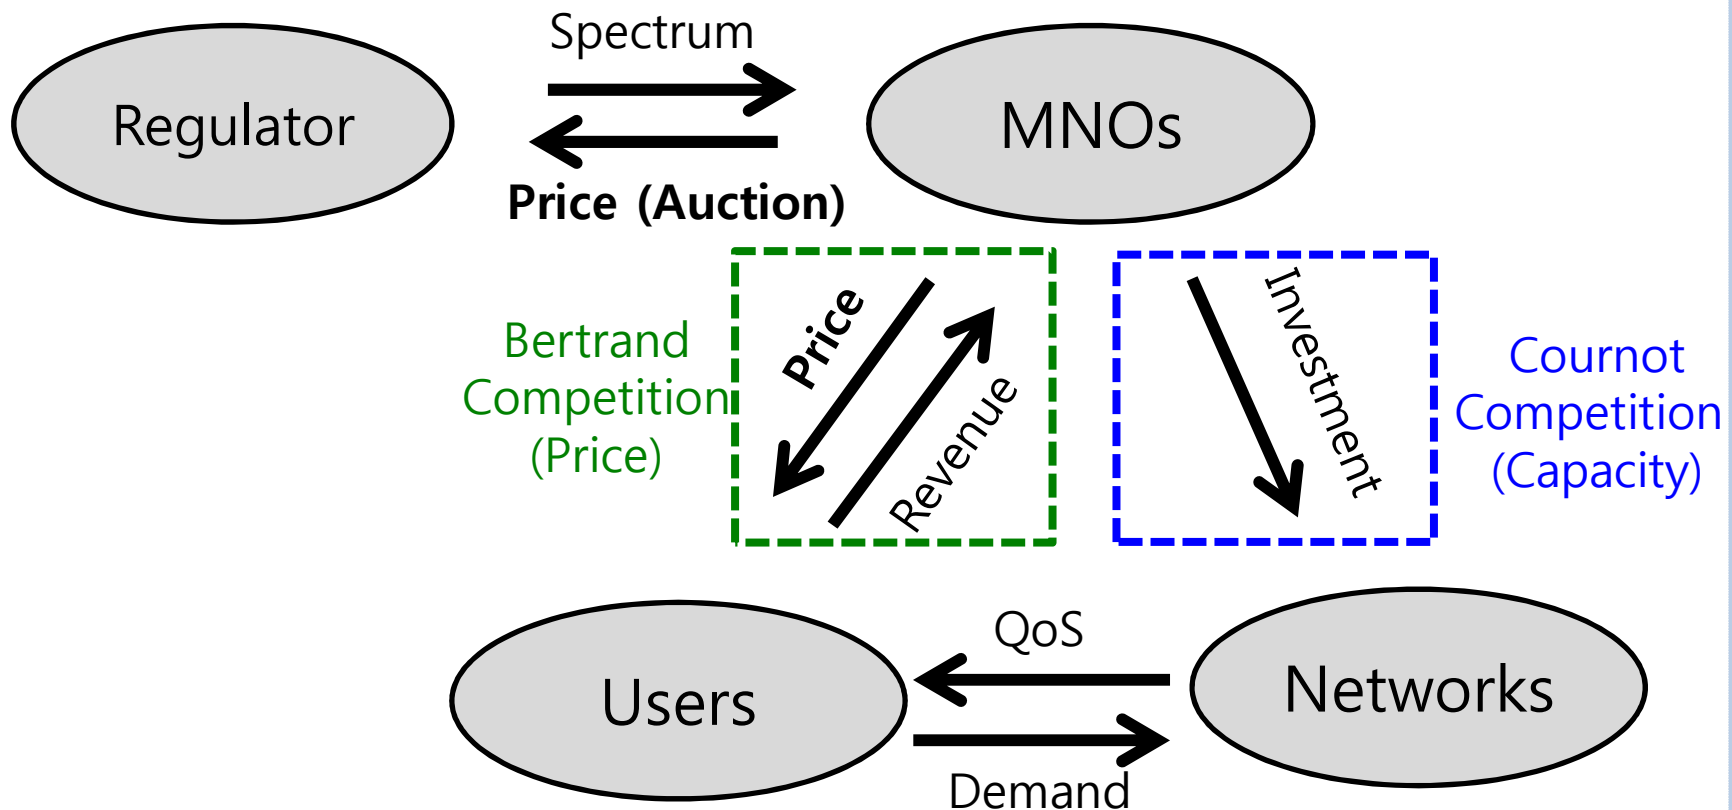 Spectrum
Regulator
MNOs
Price (Auction)
Bertrand
Competition
(Price)
Price
Revenue
Investment
Cournot
Competition
(Capacity)
QoS
Users
Networks
Demand